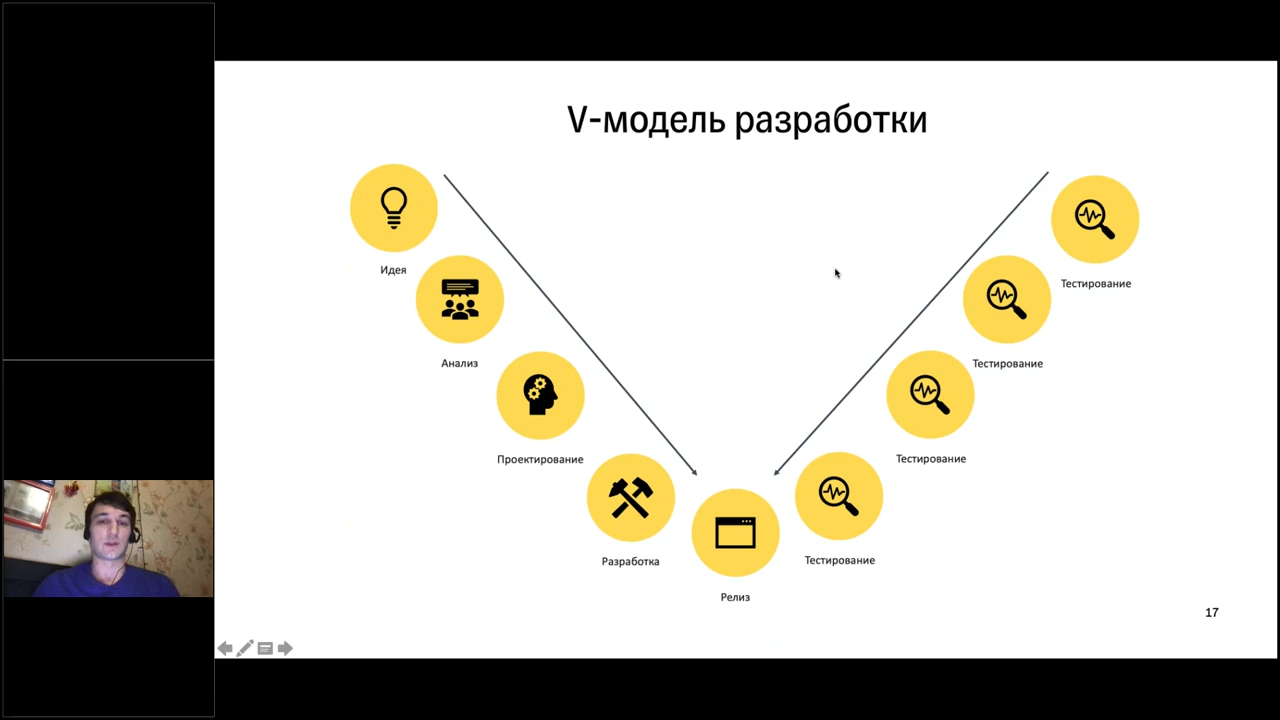 V-модель разработки
Идея
Тестирование
Анализ
Тестирование
Проектирование
Тестирование
Разработка
Тестирование
Релиз
17